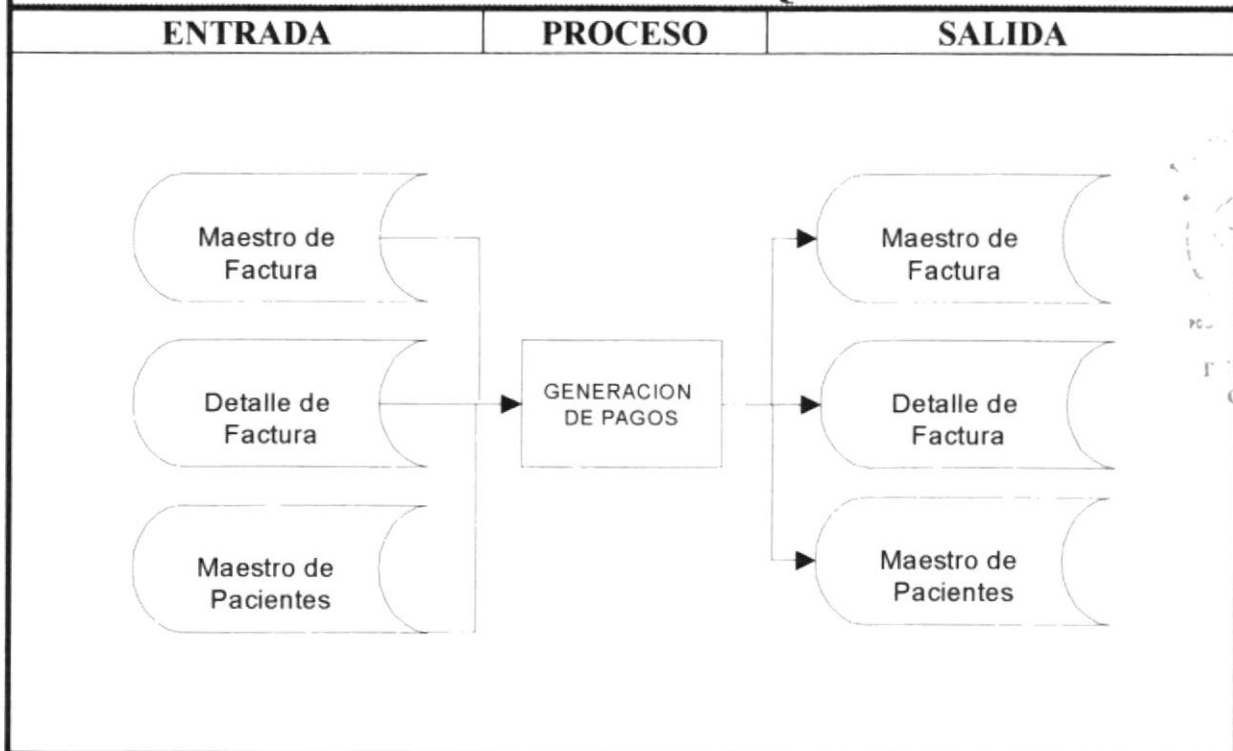 ENTRADA
PROCESO
SALIDA
Maestro de
Factura
Detalle de
Factura
Maestro de
Pacientes
GENERACION
DE PAGOS
Maestro de
Factura
Detalle de
Factura
Maestro de
Pacientes